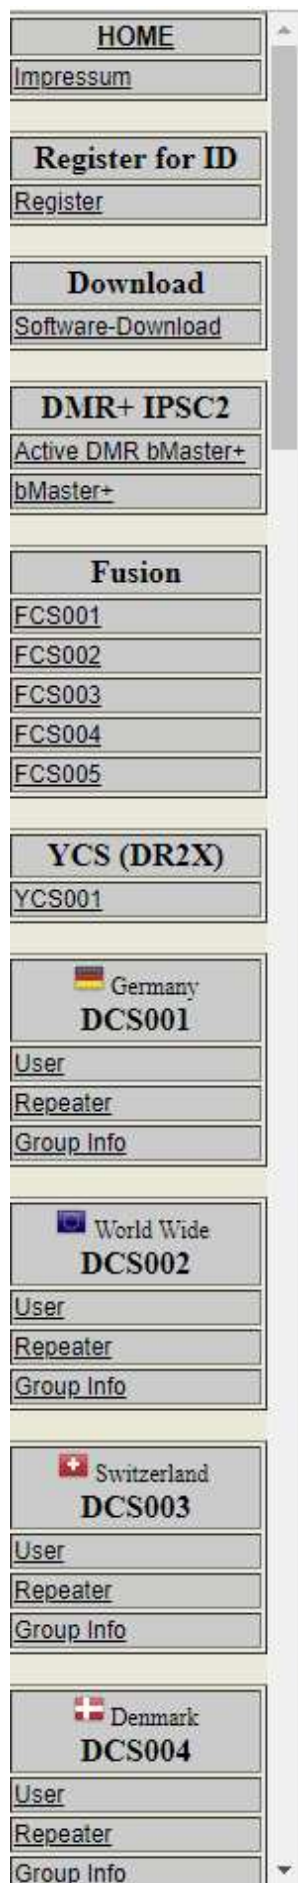 HOME
Impressum
Register for ID
Register
Download
Software-Download
DMR+ IPSC2
Active DMR bMaster+
bMaster+
Fusion
FCS001
FCS002
FCS003
FCS004
FCS005
YCS (DR2X)
YCS001
Germany
DCS001
User
Repeater
Group Info
World Wide
DCS002
User
Repeater
Group Info
Switzerland
DCS003
User
Repeater
Group Info
Denmark
DCS004
User
Repeater
Group Info